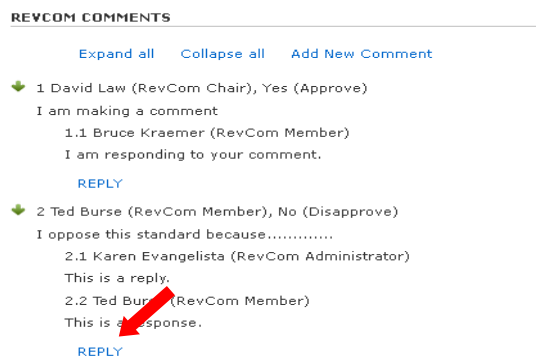 REVCOM COMMENTS
Expand all Collapse all Add New Comment
1 David Law (RevCom Chair), Yes (Approve)
I am making a comment
1.1 Bruce Kraemer (RevCom Member)
I am responding to your comment.
REPLY
2 Ted Burse (RevCom Member), No (Disapprove)
I oppose this standard because.............
2.1 Karen Evangelista (RevCom Administrator)
This is a reply.
2.2 Ted Burse (RevCom Member)
This is a response.
REPLY